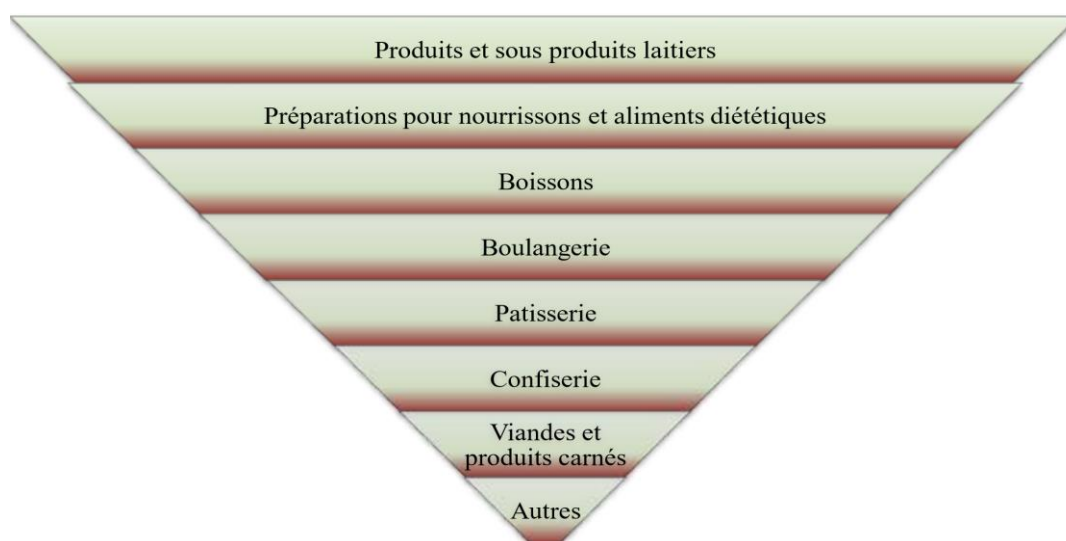 Produits et sous produits laitiers
Préparations pour nourrissons et aliments diététiques
Boissons
Boulangerie
Patisserie
Confiserie
Viandes et
produits carnés
Autres